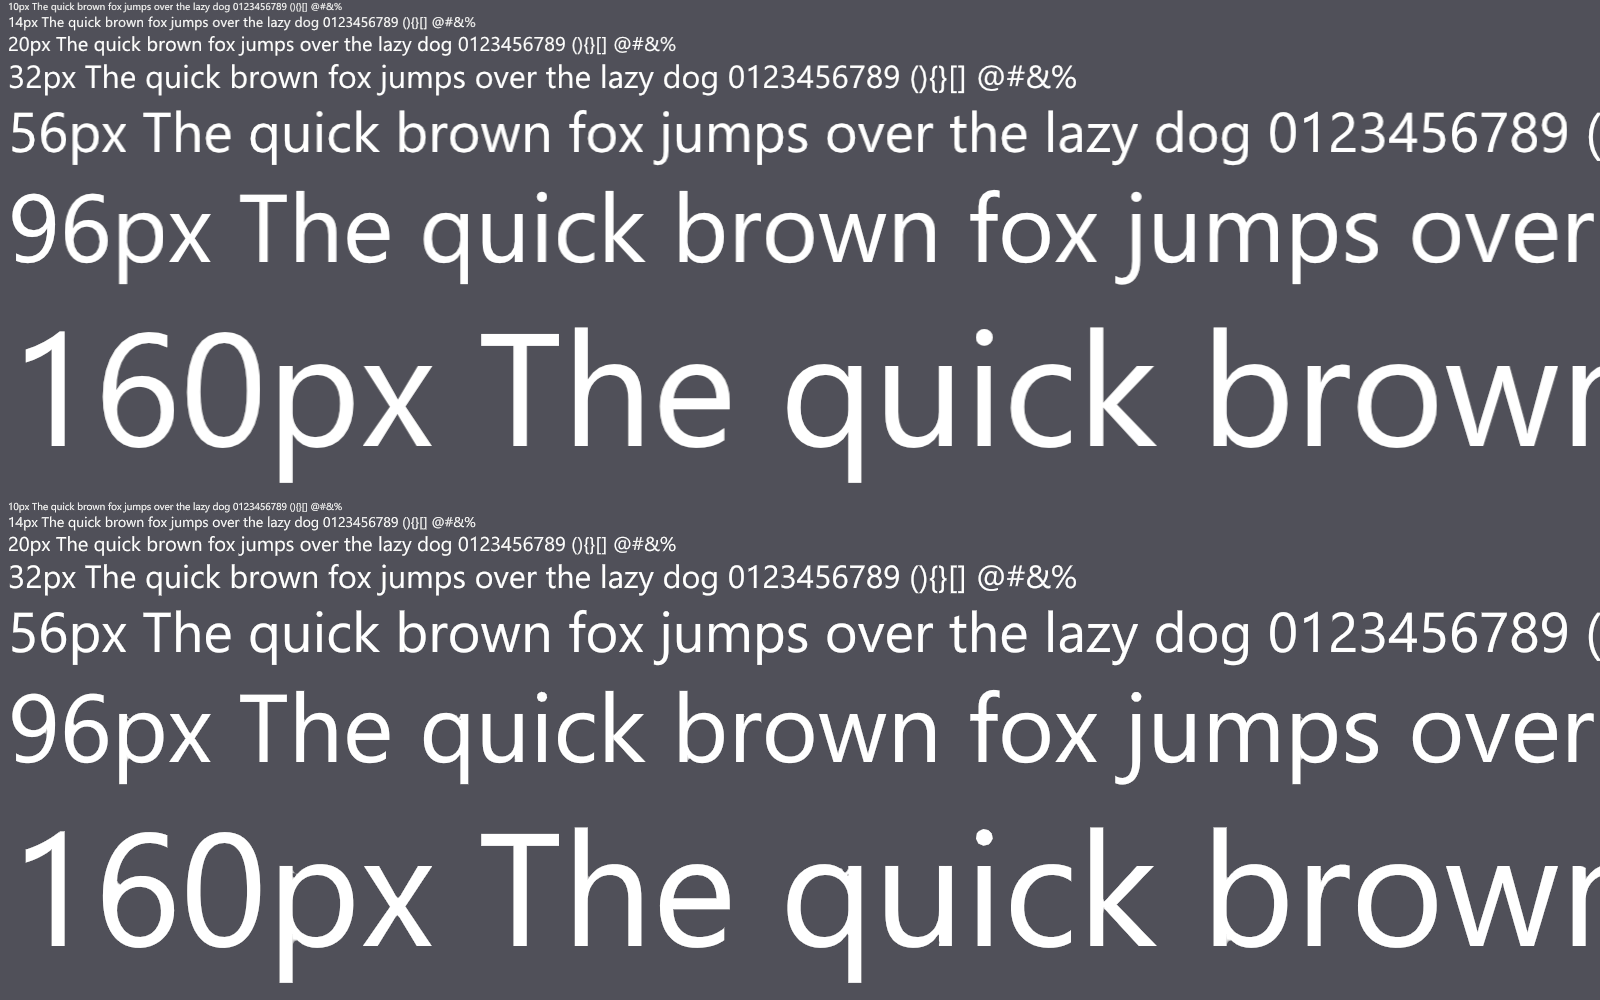 10px The quick brown fox jumps over the lazy dog 0123456789 (){}[] @#&%
14px The quick brown fox jumps over the lazy dog 0123456789 (){}[] @#&%
20px The quick brown fox jumps over the lazy dog 0123456789 (){}[] @#&%
32px The quick brown fox jumps over the lazy dog 0123456789 (){}[] @#&%
56px The quick brown fox jumps over the lazy dog 0123456789 (
96px The quick brown fox jumps over
160px The quick brown
10px The quick brown fox jumps over the lazy dog 0123456789 (){}[] @#&%
14px The quick brown fox jumps over the lazy dog 0123456789 (){}[] @#&%
20px The quick brown fox jumps over the lazy dog 0123456789 (){}[] @#&%
32px The quick brown fox jumps over the lazy dog 0123456789 (){}[] @#&%
56px The quick brown fox jumps over the lazy dog 0123456789 (
96px The quick brown fox jumps over
160px The quick brown